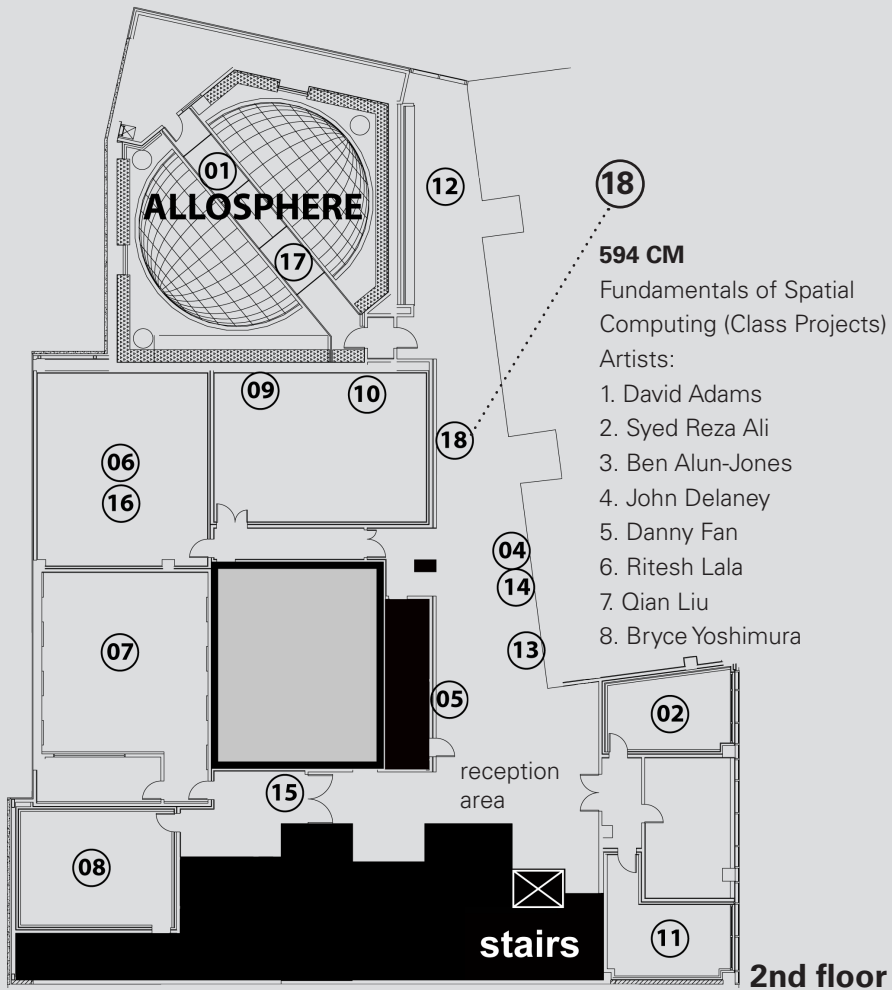 01
ALLOSPHERE
12
18
17
594 CM
Fundamentals of Spatial
Computing (Class Projects)
Artists:
1. David Adams
2. Syed Reza Ali
3. Ben Alun-Jones
4. John Delaney
5. Danny Fan
6. Ritesh Lala
7. Qian Liu
8. Bryce Yoshimura
09
10
18
06
16
04
14
07
13
05
02
reception
area
15
08
11
stairs
2nd floor